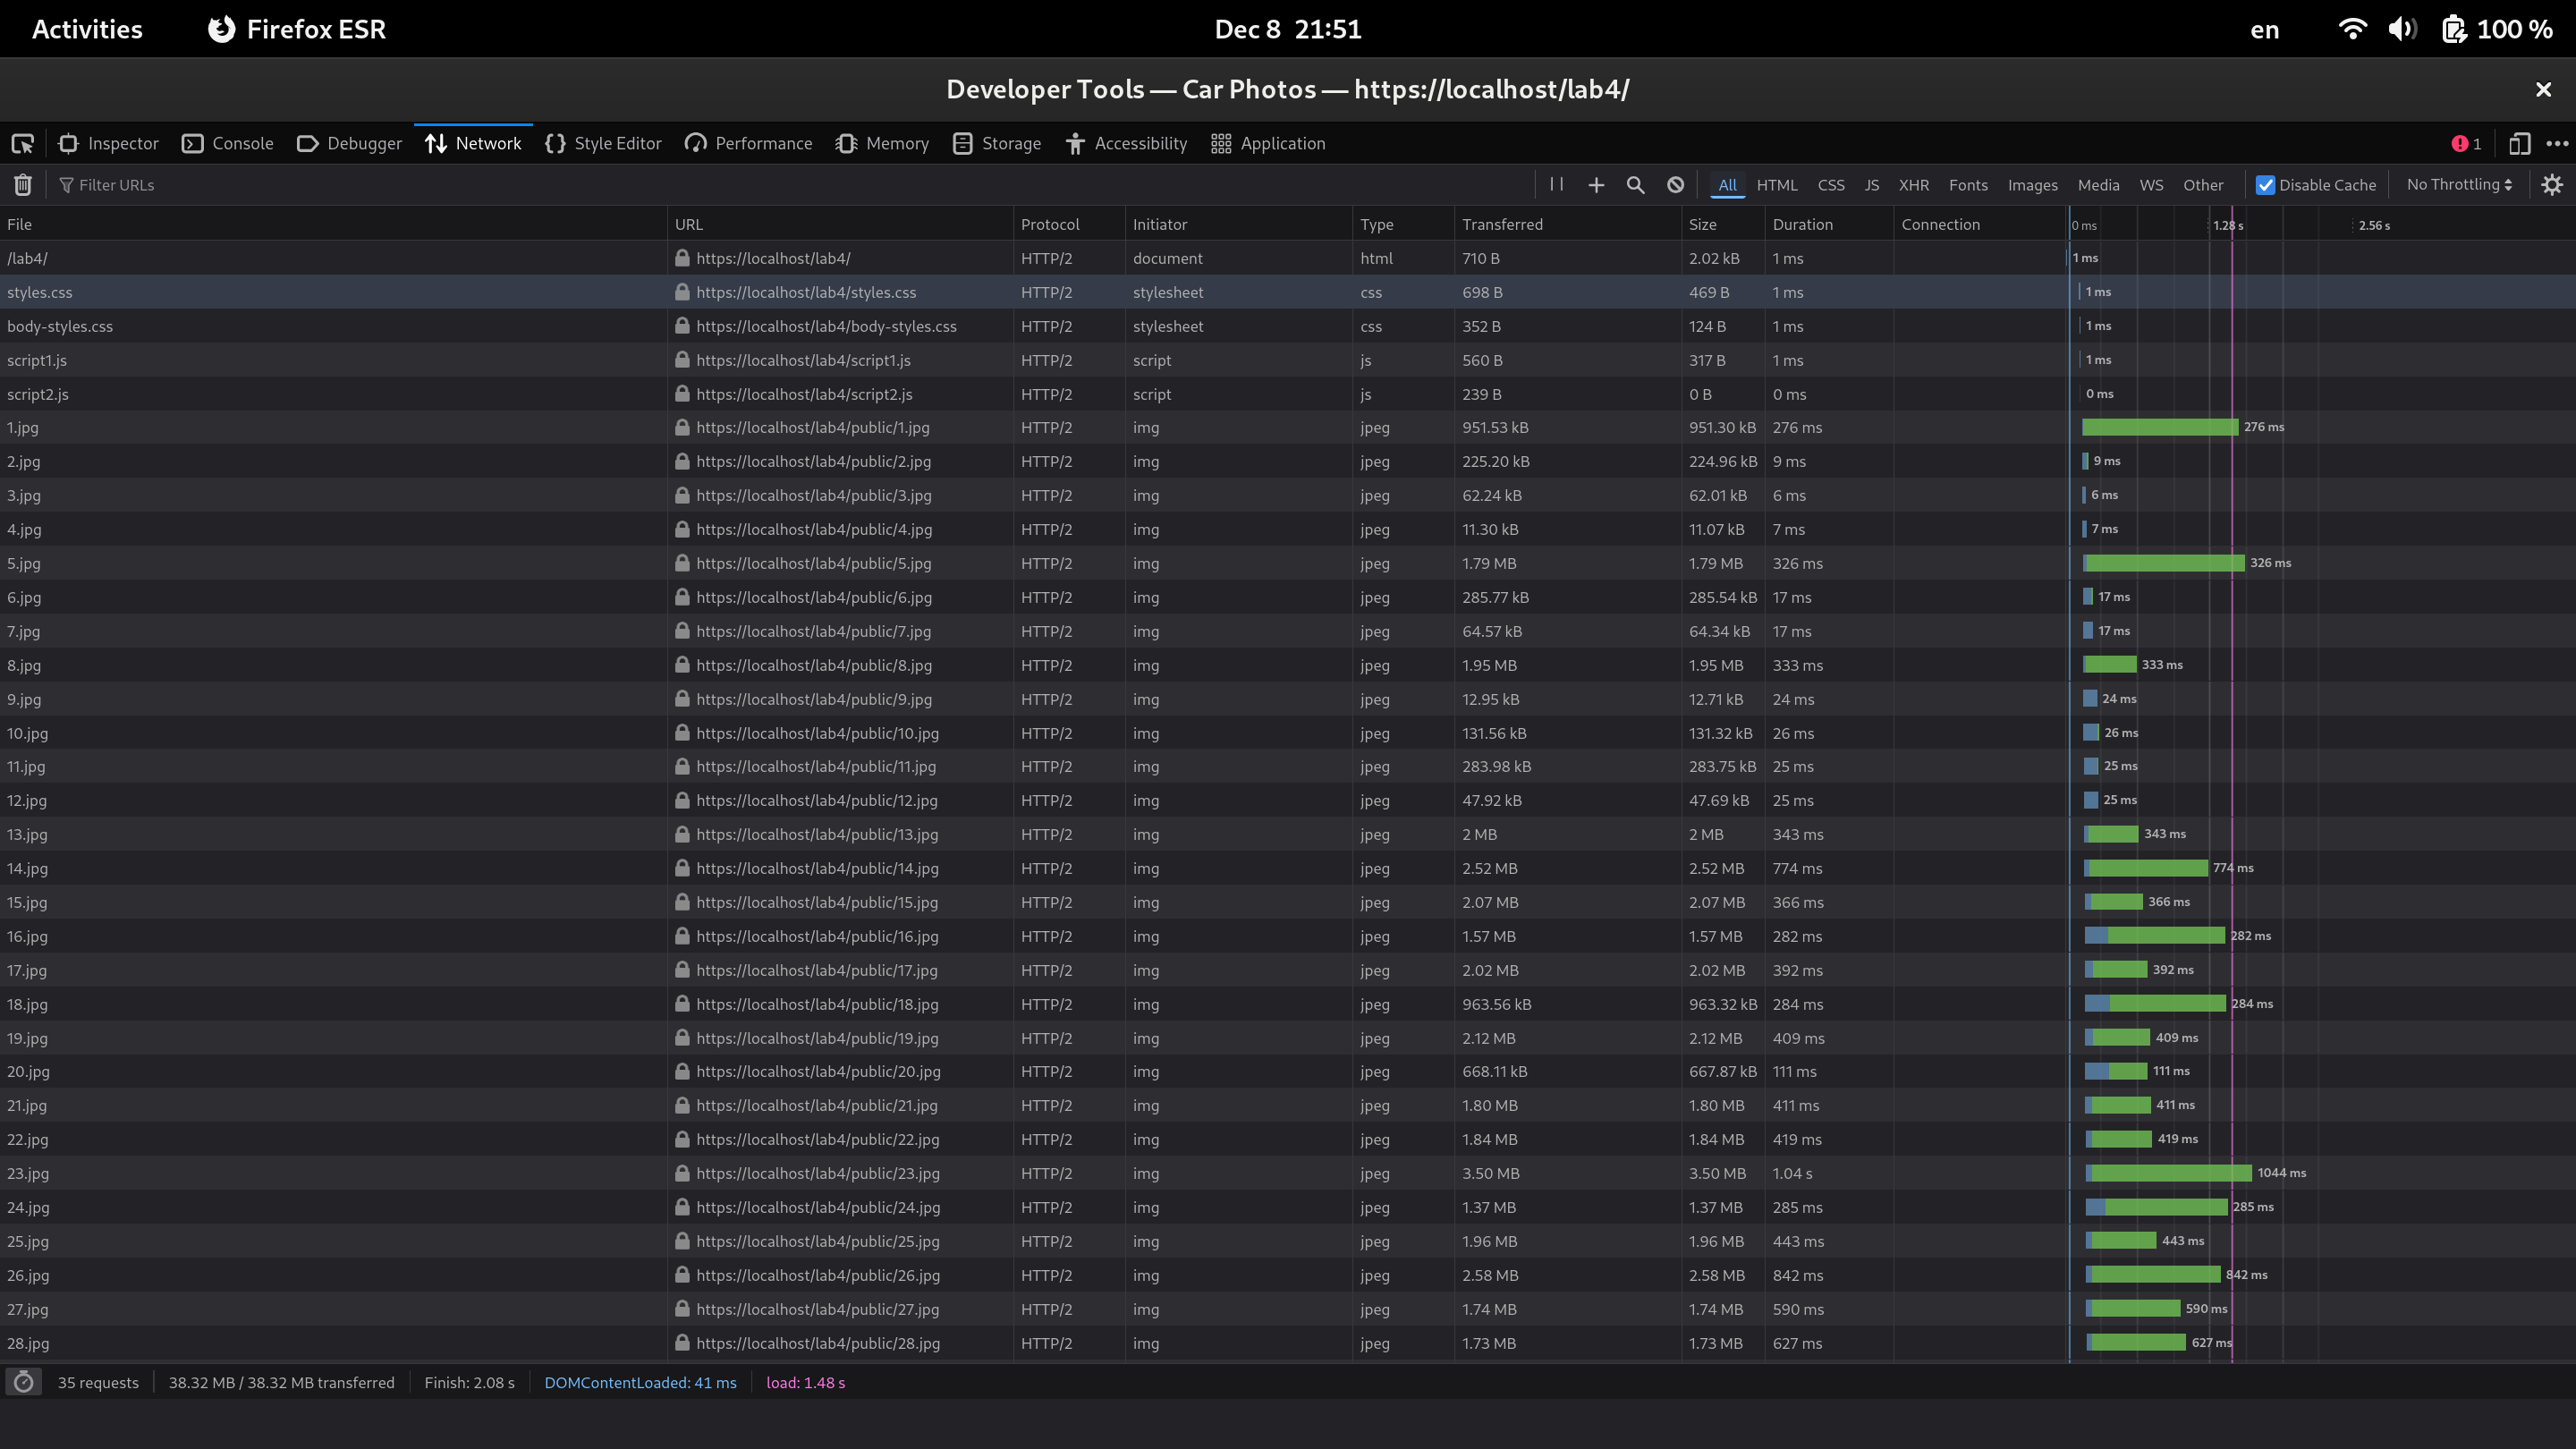 Activities Firefox ESR Dec 8 21:51 en 100 %
Developer Tools — Car Photos — https://localhost/lab4/
Inspector Console Debugger Network Style Editor Performance Memory Storage Accessibility Application 1
Filter URLs All HTML CSS JS XHR Fonts Images Media WS Other Disable Cache No Throttling
File URL Protocol Initiator Type Transferred Size Duration Connection 0 ms 1.28 s 2.56 s
/lab4/ https://localhost/lab4/ HTTP/2 document html 710 B 2.02 kB 1 ms 1 ms
styles.css https://localhost/lab4/styles.css HTTP/2 stylesheet css 698 B 469 B 1 ms 1 ms
body-styles.css https://localhost/lab4/body-styles.css HTTP/2 stylesheet css 352 B 124 B 1 ms 1 ms
script1.js https://localhost/lab4/script1.js HTTP/2 script js 560 B 317 B 1 ms 1 ms
script2.js https://localhost/lab4/script2.js HTTP/2 script js 239 B 0 B 0 ms 0 ms
1.jpg https://localhost/lab4/public/1.jpg HTTP/2 img jpeg 951.53 kB 951.30 kB 276 ms 276 ms
2.jpg https://localhost/lab4/public/2.jpg HTTP/2 img jpeg 225.20 kB 224.96 kB 9 ms 9 ms
3.jpg https://localhost/lab4/public/3.jpg HTTP/2 img jpeg 62.24 kB 62.01 kB 6 ms 6 ms
4.jpg https://localhost/lab4/public/4.jpg HTTP/2 img jpeg 11.30 kB 11.07 kB 7 ms 7 ms
5.jpg https://localhost/lab4/public/5.jpg HTTP/2 img jpeg 1.79 MB 1.79 MB 326 ms 326 ms
6.jpg https://localhost/lab4/public/6.jpg HTTP/2 img jpeg 285.77 kB 285.54 kB 17 ms 17 ms
7.jpg https://localhost/lab4/public/7.jpg HTTP/2 img jpeg 64.57 kB 64.34 kB 17 ms 17 ms
8.jpg https://localhost/lab4/public/8.jpg HTTP/2 img jpeg 1.95 MB 1.95 MB 333 ms 333 ms
9.jpg https://localhost/lab4/public/9.jpg HTTP/2 img jpeg 12.95 kB 12.71 kB 24 ms 24 ms
10.jpg https://localhost/lab4/public/10.jpg HTTP/2 img jpeg 131.56 kB 131.32 kB 26 ms 26 ms
11.jpg https://localhost/lab4/public/11.jpg HTTP/2 img jpeg 283.98 kB 283.75 kB 25 ms 25 ms
12.jpg https://localhost/lab4/public/12.jpg HTTP/2 img jpeg 47.92 kB 47.69 kB 25 ms 25 ms
13.jpg https://localhost/lab4/public/13.jpg HTTP/2 img jpeg 2 MB 2 MB 343 ms 343 ms
14.jpg https://localhost/lab4/public/14.jpg HTTP/2 img jpeg 2.52 MB 2.52 MB 774 ms 774 ms
15.jpg https://localhost/lab4/public/15.jpg HTTP/2 img jpeg 2.07 MB 2.07 MB 366 ms 366 ms
16.jpg https://localhost/lab4/public/16.jpg HTTP/2 img jpeg 1.57 MB 1.57 MB 282 ms 282 ms
17.jpg https://localhost/lab4/public/17.jpg HTTP/2 img jpeg 2.02 MB 2.02 MB 392 ms 392 ms
18.jpg https://localhost/lab4/public/18.jpg HTTP/2 img jpeg 963.56 kB 963.32 kB 284 ms 284 ms
19.jpg https://localhost/lab4/public/19.jpg HTTP/2 img jpeg 2.12 MB 2.12 MB 409 ms 409 ms
20.jpg https://localhost/lab4/public/20.jpg HTTP/2 img jpeg 668.11 kB 667.87 kB 111 ms 111 ms
21.jpg https://localhost/lab4/public/21.jpg HTTP/2 img jpeg 1.80 MB 1.80 MB 411 ms 411 ms
22.jpg https://localhost/lab4/public/22.jpg HTTP/2 img jpeg 1.84 MB 1.84 MB 419 ms 419 ms
23.jpg https://localhost/lab4/public/23.jpg HTTP/2 img jpeg 3.50 MB 3.50 MB 1.04 s 1044 ms
24.jpg https://localhost/lab4/public/24.jpg HTTP/2 img jpeg 1.37 MB 1.37 MB 285 ms 285 ms
25.jpg https://localhost/lab4/public/25.jpg HTTP/2 img jpeg 1.96 MB 1.96 MB 443 ms 443 ms
26.jpg https://localhost/lab4/public/26.jpg HTTP/2 img jpeg 2.58 MB 2.58 MB 842 ms 842 ms
27.jpg https://localhost/lab4/public/27.jpg HTTP/2 img jpeg 1.74 MB 1.74 MB 590 ms 590 ms
28.jpg https://localhost/lab4/public/28.jpg HTTP/2 img jpeg 1.73 MB 1.73 MB 627 ms 627 ms
35 requests 38.32 MB / 38.32 MB transferred Finish: 2.08 s DOMContentLoaded: 41 ms load: 1.48 s